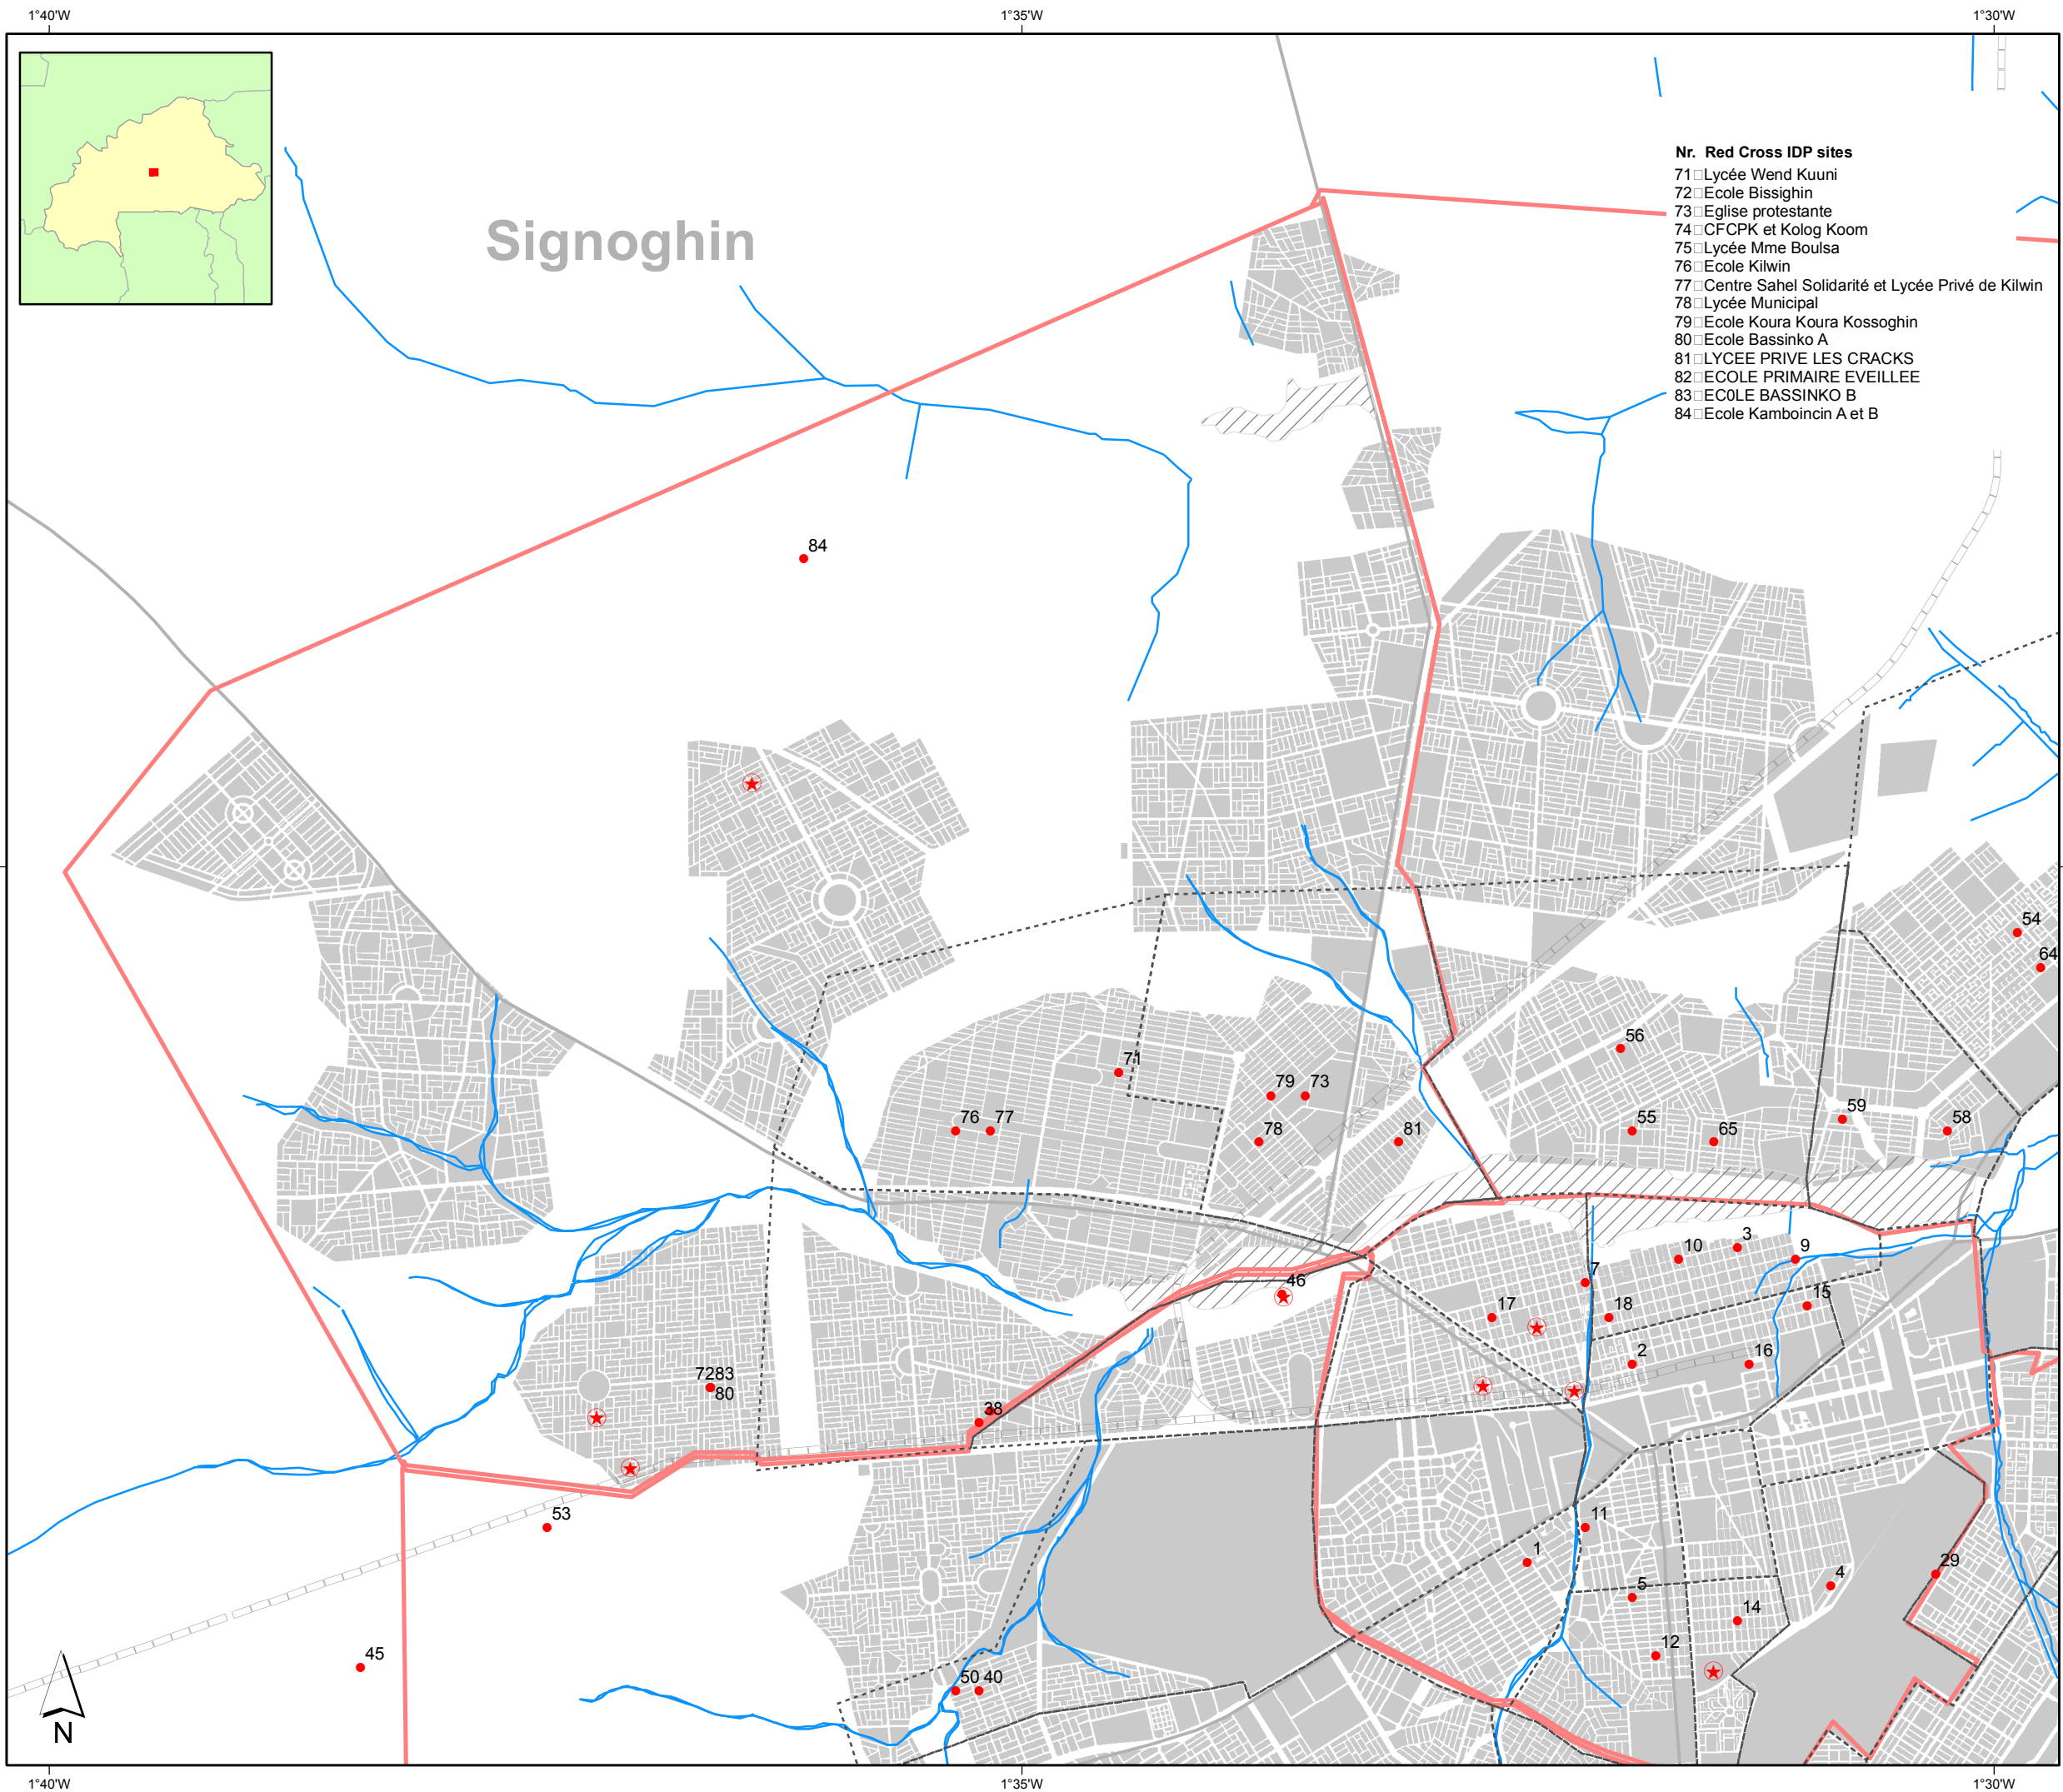 1°40'W
1°35'W
1°30'W
Signoghin
Nr. Red Cross IDP sites
71 Lycée Wend Kuuni
72 Ecole Bissighin
73 Eglise protestante
74 CFCPK et Kolog Koom
75 Lycée Mme Boulsa
76 Ecole Kilwin
77 Centre Sahel Solidarité et Lycée Privé de Kilwin
78 Lycée Municipal
79 Ecole Koura Koura Kossoghin
80 Ecole Bassinko A
81 LYCEE PRIVE LES CRACKS
82 ECOLE PRIMAIRE EVEILLEE
83 EC0LE BASSINKO B
84 Ecole Kamboincin A et B
84
54
64
56
71
79
73
76
77
78
81
55
65
59
58
10
3
9
7
46
17
18
15
2
16
7283
80
38
53
11
1
5
4
29
14
12
45
50
40
N
1°40'W
1°35'W
1°30'W